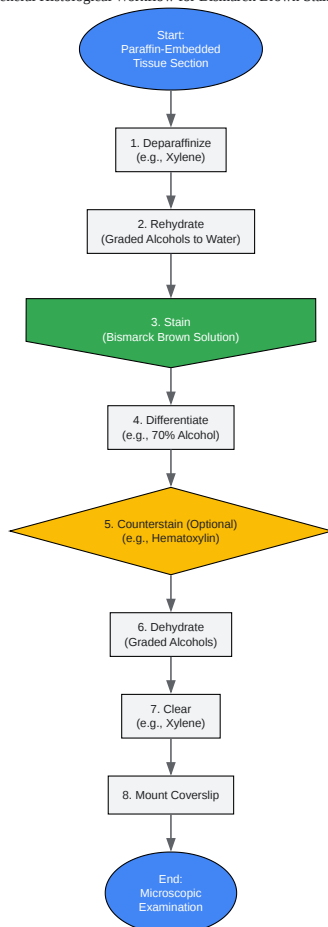 Histological Workflow for Bismarck Brown
Start:
Paraffin-Embedded
Tissue Section
1. Deparaffinize
(e.g., Xylene)
2. Rehydrate
(Graded Alcohols to Water)
3. Stain
(Bismarck Brown Solution)
4. Differentiate
(e.g., 70% Alcohol)
5. Counterstain (Optional)
(e.g., Hematoxylin)
6. Dehydrate
(Graded Alcohols)
7. Clear
(e.g., Xylene)
8. Mount Coverslip
End:
Microscopic
Examination